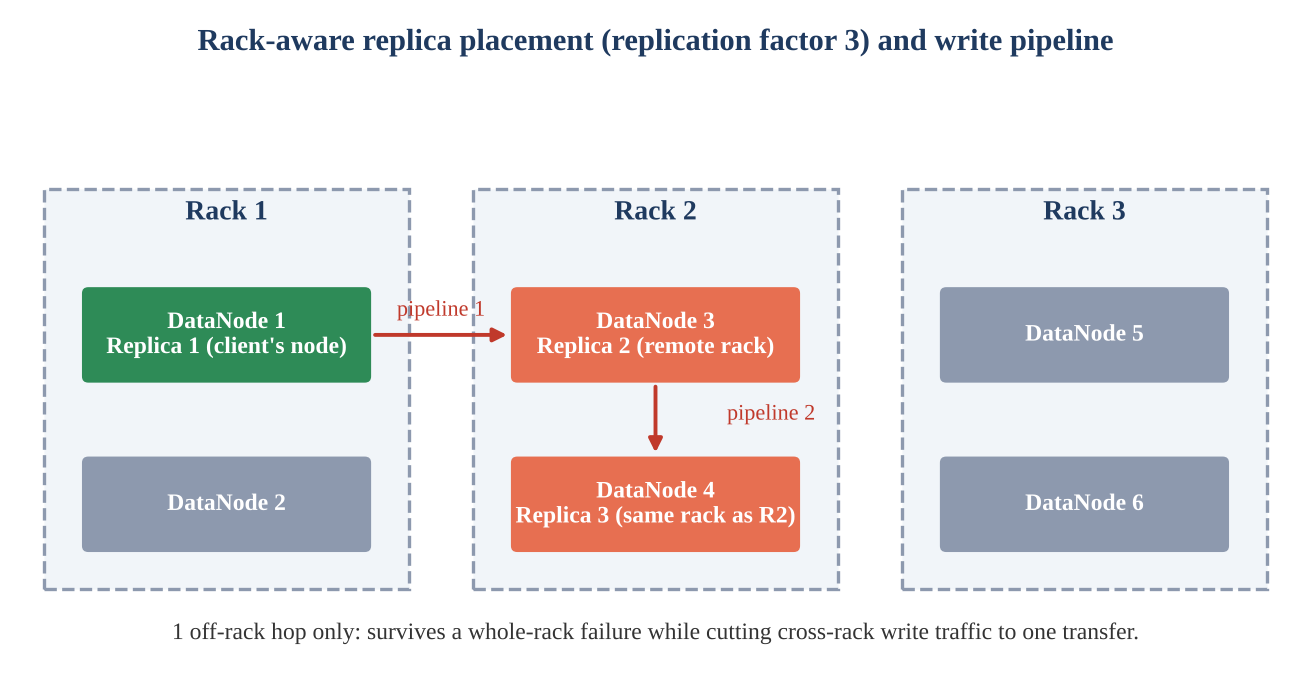 Rack-aware replica placement (replication factor 3) and write pipeline
Rack 1
Rack 2
Rack 3
DataNode 1
Replica 1 (client's node)
pipeline 1
DataNode 3
Replica 2 (remote rack)
DataNode 5
pipeline 2
DataNode 2
DataNode 4
Replica 3 (same rack as R2)
DataNode 6
1 off-rack hop only: survives a whole-rack failure while cutting cross-rack write traffic to one transfer.